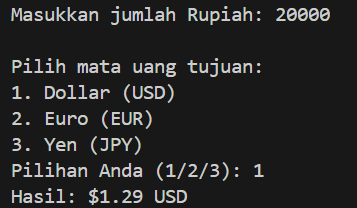 Masukkan jumlah Rupiah: 20000
Pilih mata uang tujuan:
1. Dollar (USD)
2. Euro (EUR)
3. Yen (JPY)
Pilihan Anda (1/2/3): 1
Hasil: $1.29 USD